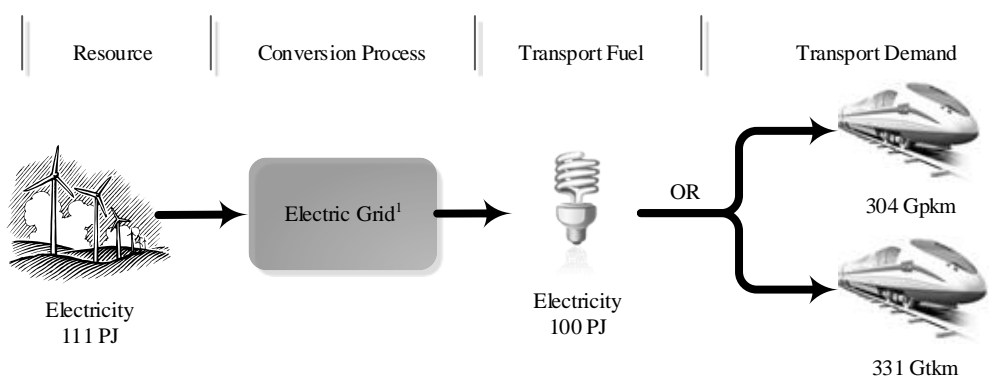 Resource
Conversion Process
Transport Fuel
Transport Demand
Electric Grid1
OR
304 Gpkm
Electricity
111 PJ
Electricity
100 PJ
331 Gtkm